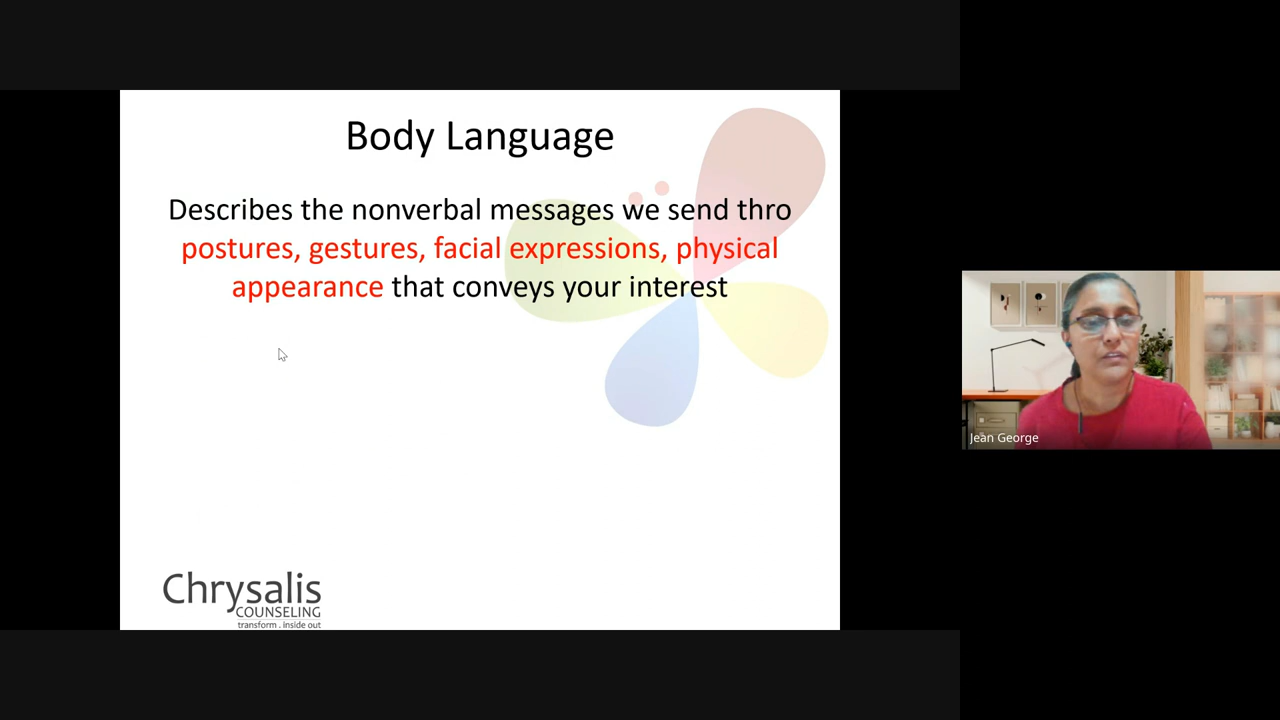 Body Language
Describes the nonverbal messages we send thro
postures, gestures, facial expressions, physical
appearance that conveys your interest
Chrysalis
COUNSELING
transform . inside out
Jean George